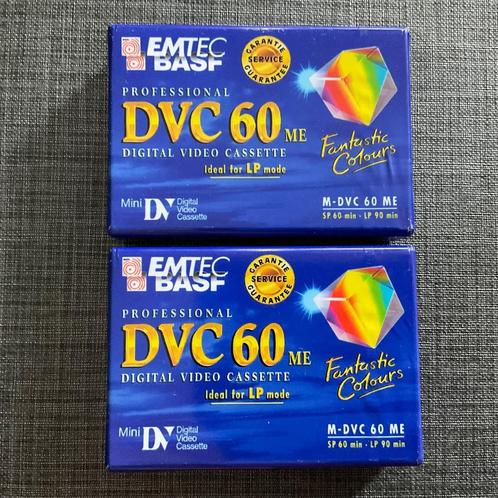 EMTEC
BASF
GARANTIE
SERVICE
GUARANTEE
PROFESSIONAL
DVC 60 ME
DIGITAL VIDEO CASSETTE
Ideal for LP mode
Fantastic
Colours
Mini DV Digital
Video
Cassette
M-DVC 60 ME
SP 60 min · LP 90 min
EMTEC
BASF
GARANTIE
SERVICE
GUARANTEE
PROFESSIONAL
DVC 60 ME
DIGITAL VIDEO CASSETTE
Ideal for LP mode
Fantastic
Colours
Mini DV Digital
Video
Cassette
M-DVC 60 ME
SP 60 min · LP 90 min